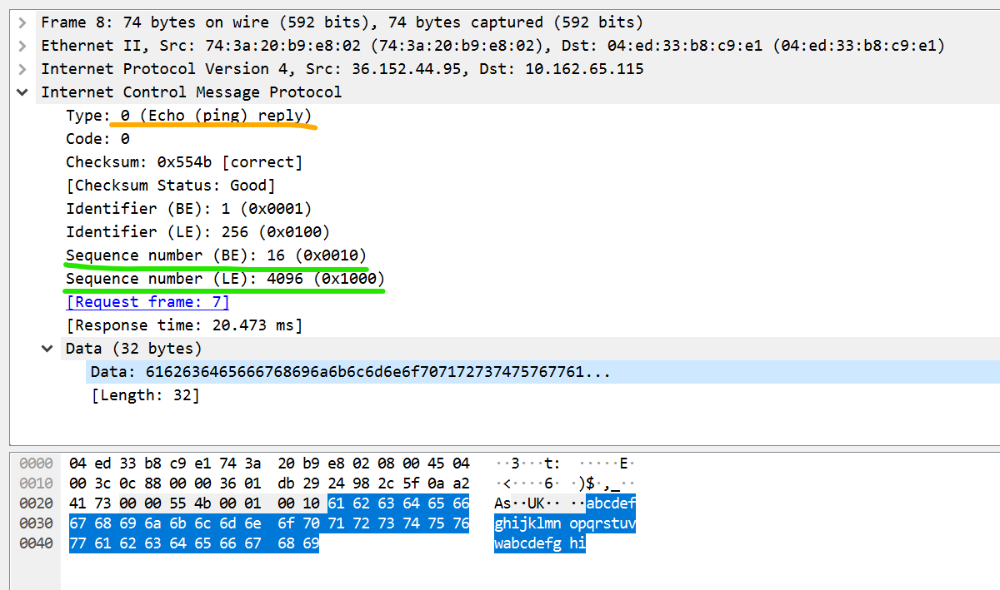 Frame 8: 74 bytes on wire (592 bits), 74 bytes captured (592 bits)
Ethernet II, Src: 74:3a:20:b9:e8:02 (74:3a:20:b9:e8:02), Dst: 04:ed:33:b8:c9:e1 (04:ed:33:b8:c9:e1)
Internet Protocol Version 4, Src: 36.152.44.95, Dst: 10.162.65.115
Internet Control Message Protocol
Type: 0 (Echo (ping) reply)
Code: 0
Checksum: 0x554b [correct]
[Checksum Status: Good]
Identifier (BE): 1 (0x0001)
Identifier (LE): 256 (0x0100)
Sequence number (BE): 16 (0x0010)
Sequence number (LE): 4096 (0x1000)
[Request frame: 7]
[Response time: 20.473 ms]
Data (32 bytes)
Data: 6162636465666768696a6b6c6d6e6f7071727374757677​61...
[Length: 32]
0000 04 ed 33 b8 c9 e1 74 3a 20 b9 e8 02 08 00 45 04 ··3···t: ·····E·
0010 00 3c 0c 88 00 00 36 01 db 29 24 98 2c 5f 0a a2 ·<····6· ·)$·,_··
0020 41 73 00 00 55 4b 00 01 00 10 61 62 63 64 65 66 As··UK·· ··abcdef
0030 67 68 69 6a 6b 6c 6d 6e 6f 70 71 72 73 74 75 76 ghijklmn opqrstuv
0040 77 61 62 63 64 65 66 67 68 69 wabcdefg hi